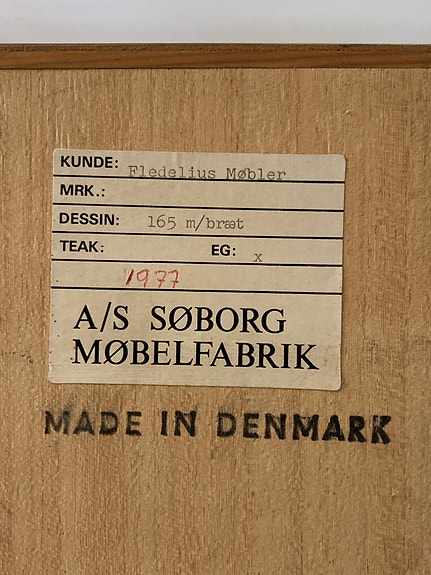 KUNDE: Fledelius Møbler
MRK.:
DESSIN: 165 m/bræt
TEAK: EG: x
1977
A/S SØBORG
MØBELFABRIK
MADE IN DENMARK